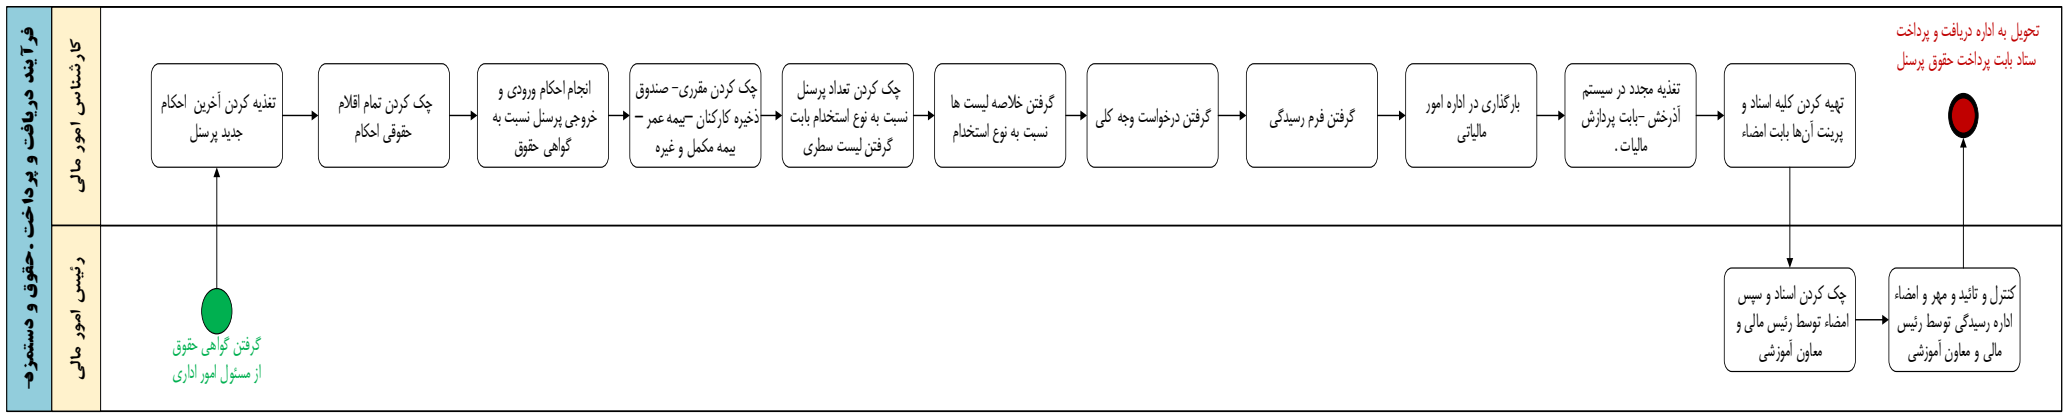 فرآیند دریافت و پرداخت .حقوق و دستمزد-
کارشناس امور مالی
تغذیه کردن آخرین احکام
جدید پرسنل
چک کردن تمام اقلام
حقوقی احکام
انجام احکام ورودی و
خروجی پرسنل نسبت به
گواهی حقوق
چک کردن مقرری- صندوق
ذخیره کارکنان –بیمه عمر –
بیمه مکمل و غیره
چک کردن تعداد پرسنل
نسبت به نوع استخدام بابت
گرفتن لیست سطری
گرفتن خلاصه لیست ها
نسبت به نوع استخدام
گرفتن درخواست وجه کلی
گرفتن فرم رسیدگی
بارگذاری در اداره امور
مالیاتی
تغذیه مجدد در سیستم
آذرخش –بابت پردازش
مالیات .
تهیه کردن کلیه اسناد و
پرینت آن‌ها بابت امضاء
تحویل به اداره دریافت و پرداخت
ستاد بابت پرداخت حقوق پرسنل
رئیس امور مالی
گرفتن گواهی حقوق
از مسئول امور اداری
چک کردن اسناد و سپس
امضاء توسط رئیس مالی و
معاون آموزشی
کنترل و تائید و مهر و امضاء
اداره رسیدگی توسط رئیس
مالی و معاون آموزشی